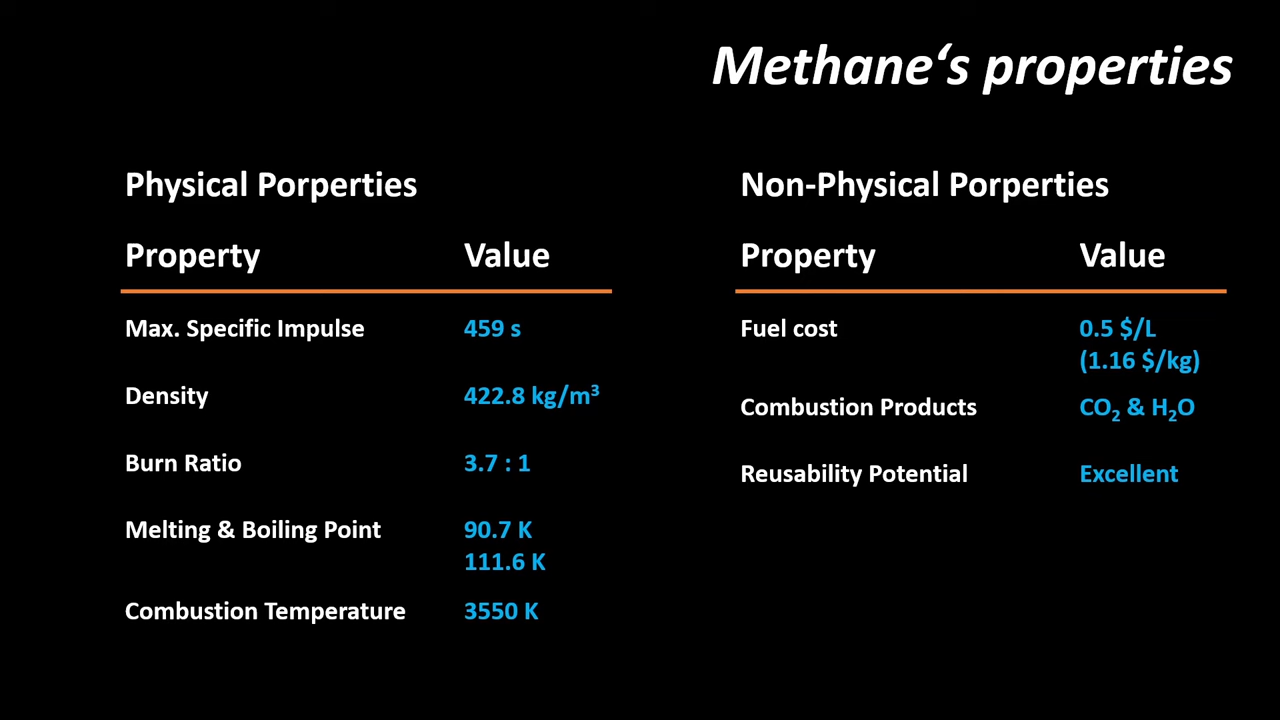 Methane‘s properties
Physical Porperties
Property Value
Max. Specific Impulse 459 s
Density 422.8 kg/m³
Burn Ratio 3.7 : 1
Melting & Boiling Point 90.7 K
111.6 K
Combustion Temperature 3550 K
Non-Physical Porperties
Property Value
Fuel cost 0.5 $/L
(1.16 $/kg)
Combustion Products CO₂ & H₂O
Reusability Potential Excellent